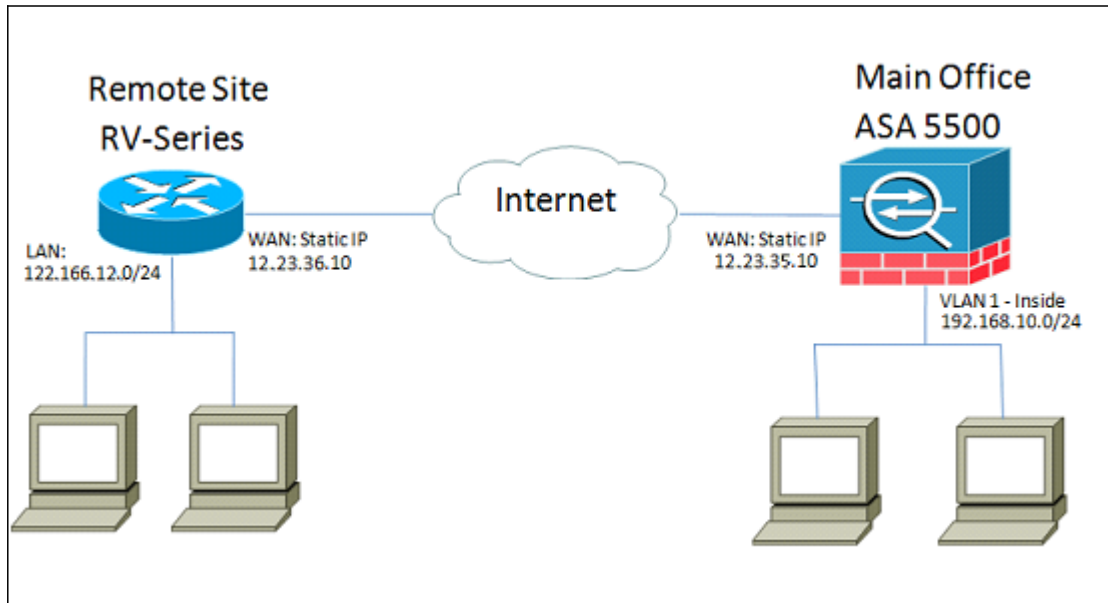 Remote Site
RV-Series
LAN:
122.166.12.0/24
WAN: Static IP
12.23.36.10
Internet
Main Office
ASA 5500
WAN: Static IP
12.23.35.10
VLAN 1 - Inside
192.168.10.0/24